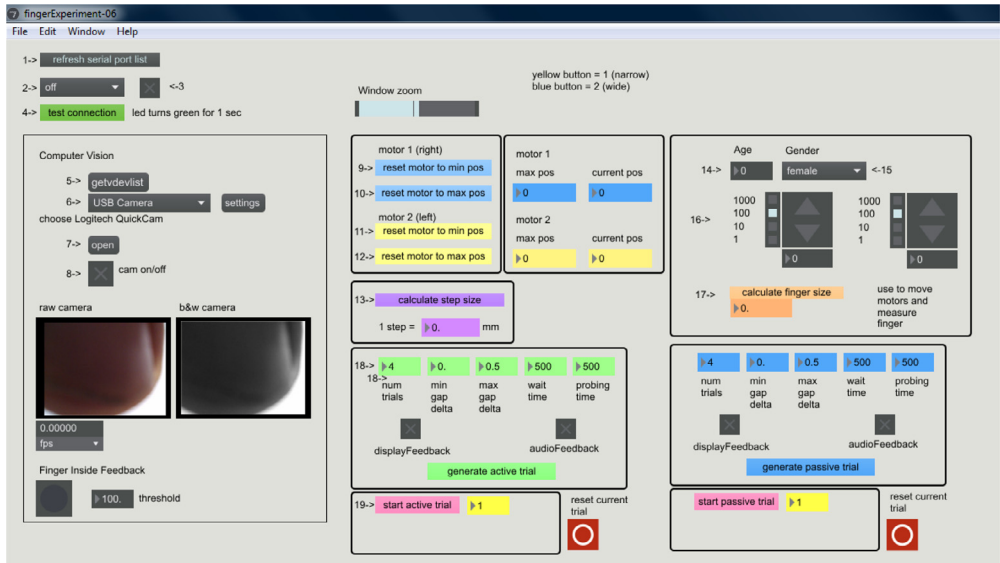 fingerExperiment-06
File Edit Window Help
1-> refresh serial port list
2-> off <-3
4-> test connection led turns green for 1 sec
Window zoom
yellow button = 1 (narrow)
blue button = 2 (wide)
Computer Vision
5-> getvdevlist
6-> USB Camera settings
choose Logitech QuickCam
7-> open
8-> cam on/off
raw camera b&w camera
0.00000
fps
Finger Inside Feedback
100. threshold
motor 1 (right)
9-> reset motor to min pos
10-> reset motor to max pos
motor 2 (left)
11-> reset motor to min pos
12-> reset motor to max pos
motor 1
max pos current pos
0 0
motor 2
max pos current pos
0 0
13-> calculate step size
1 step = 0. mm
Age Gender
14-> 0 female <-15
16->
1000
100
10
1
0
1000
100
10
1
0
17-> calculate finger size
0.
use to move
motors and
measure
finger
18-> 4 0. 0.5 500 500
18->
num min max wait probing
trials gap gap time time
delta delta
displayFeedback audioFeedback
generate active trial
19-> start active trial 1
reset current
trial
4 0. 0.5 500 500
num min max wait probing
trials gap gap time time
delta delta
displayFeedback audioFeedback
generate passive trial
start passive trial 1
reset current
trial